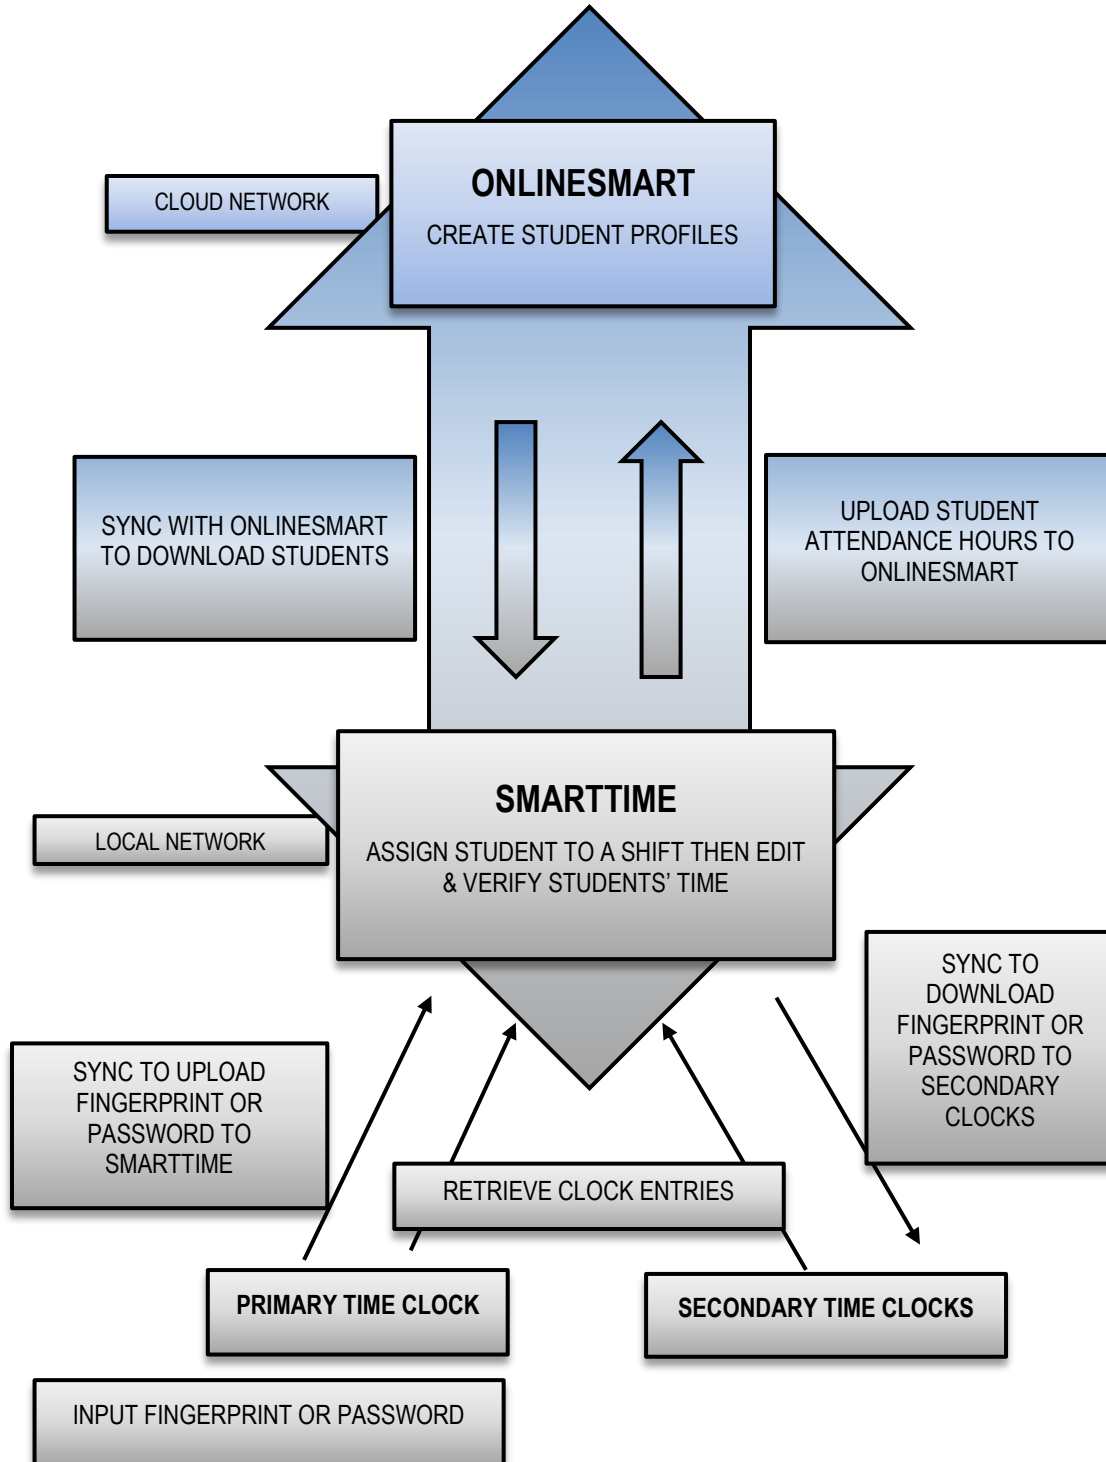 ONLINESMART
CREATE STUDENT PROFILES
CLOUD NETWORK
SYNC WITH ONLINESMART
TO DOWNLOAD STUDENTS
UPLOAD STUDENT
ATTENDANCE HOURS TO
ONLINESMART
SMARTTIME
ASSIGN STUDENT TO A SHIFT THEN EDIT
& VERIFY STUDENTS’ TIME
LOCAL NETWORK
SYNC TO UPLOAD
FINGERPRINT OR
PASSWORD TO
SMARTTIME
SYNC TO
DOWNLOAD
FINGERPRINT OR
PASSWORD TO
SECONDARY
CLOCKS
RETRIEVE CLOCK ENTRIES
PRIMARY TIME CLOCK
SECONDARY TIME CLOCKS
INPUT FINGERPRINT OR PASSWORD